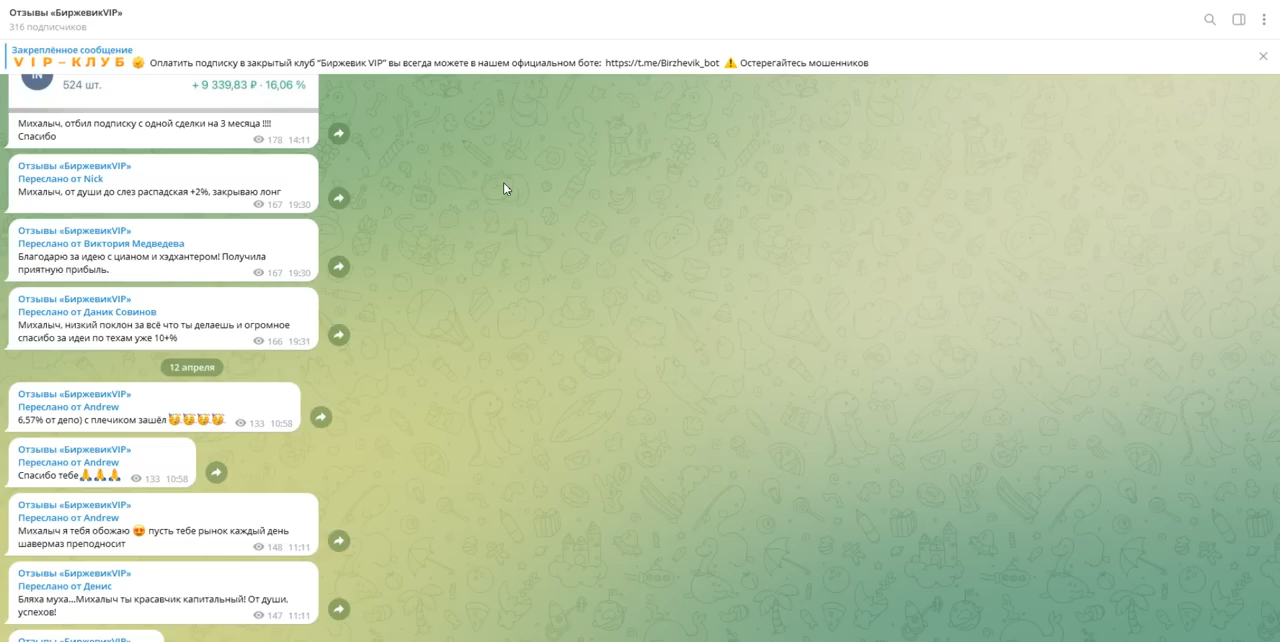 Отзывы «БиржевикVIP»
316 подписчиков
Закреплённое сообщение
VIP-КЛУБ Оплатить подписку в закрытый клуб "Биржевик VIP" вы всегда можете в нашем официальном боте: https://t.me/Birzhevik_bot ⚠️ Остерегайтесь мошенников
IN
524 шт. + 9 339,83 ₽ · 16,06 %
Михалыч, отбил подписку с одной сделки на 3 месяца !!!!
Спасибо 178 14:11
Отзывы «БиржевикVIP»
Переслано от Nick
Михалыч, от души до слез распадская +2%, закрываю лонг
167 19:30
Отзывы «БиржевикVIP»
Переслано от Виктория Медведева
Благодарю за идею с цианом и хэдхантером! Получила
приятную прибыль. 167 19:30
Отзывы «БиржевикVIP»
Переслано от Даник Совинов
Михалыч, низкий поклон за всё что ты делаешь и огромное
спасибо за идеи по техам уже 10+% 166 19:31
12 апреля
Отзывы «БиржевикVIP»
Переслано от Andrew
6,57% от депо) с плечиком зашёл 133 10:58
Отзывы «БиржевикVIP»
Переслано от Andrew
Спасибо тебе🙏🙏🙏 133 10:58
Отзывы «БиржевикVIP»
Переслано от Andrew
Михалыч я тебя обожаю 😍 пусть тебе рынок каждый день
шавермаз преподносит 148 11:11
Отзывы «БиржевикVIP»
Переслано от Денис
Бляха муха...Михалыч ты красавчик капитальный! От души.
успехов! 147 11:11
Отзывы «БиржевикVIP»